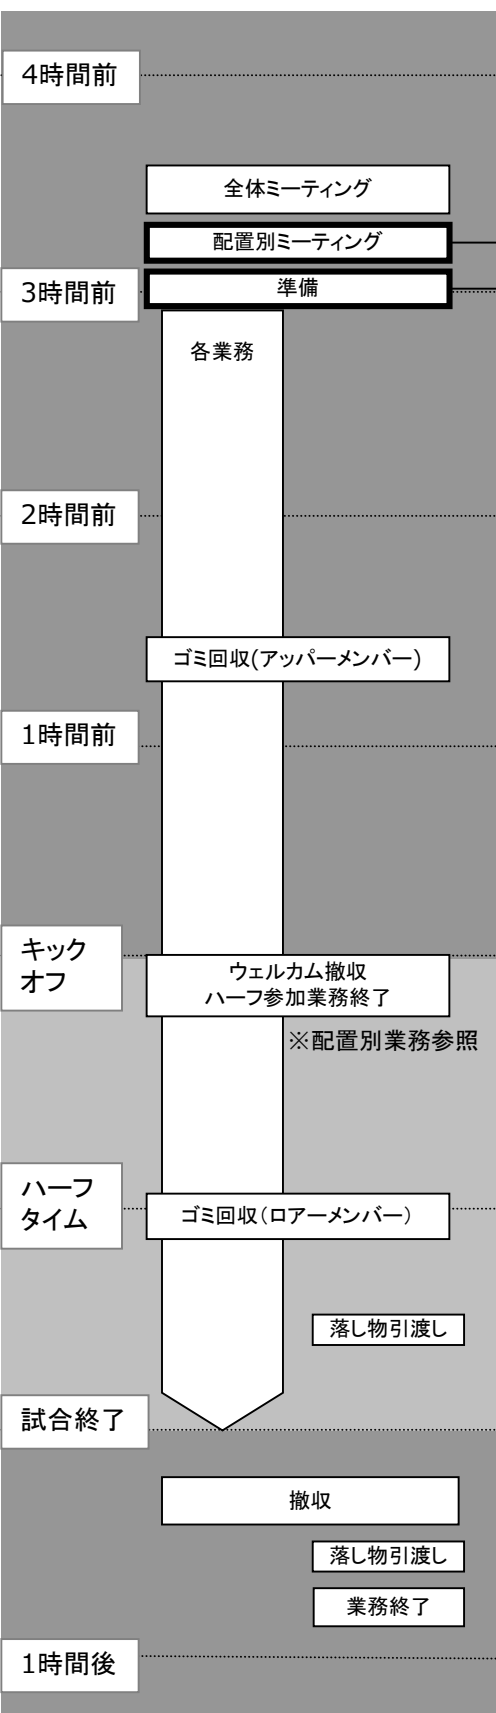 4時間前
全体ミーティング
配置別ミーティング
3時間前
準備
各業務
2時間前
ゴミ回収(アッパーメンバー)
1時間前
キック
オフ
ウェルカム撤収
ハーフ参加業務終了
※配置別業務参照
ハーフ
タイム
ゴミ回収（ロアーメンバー）
落し物引渡し
試合終了
撤収
落し物引渡し
業務終了
1時間後